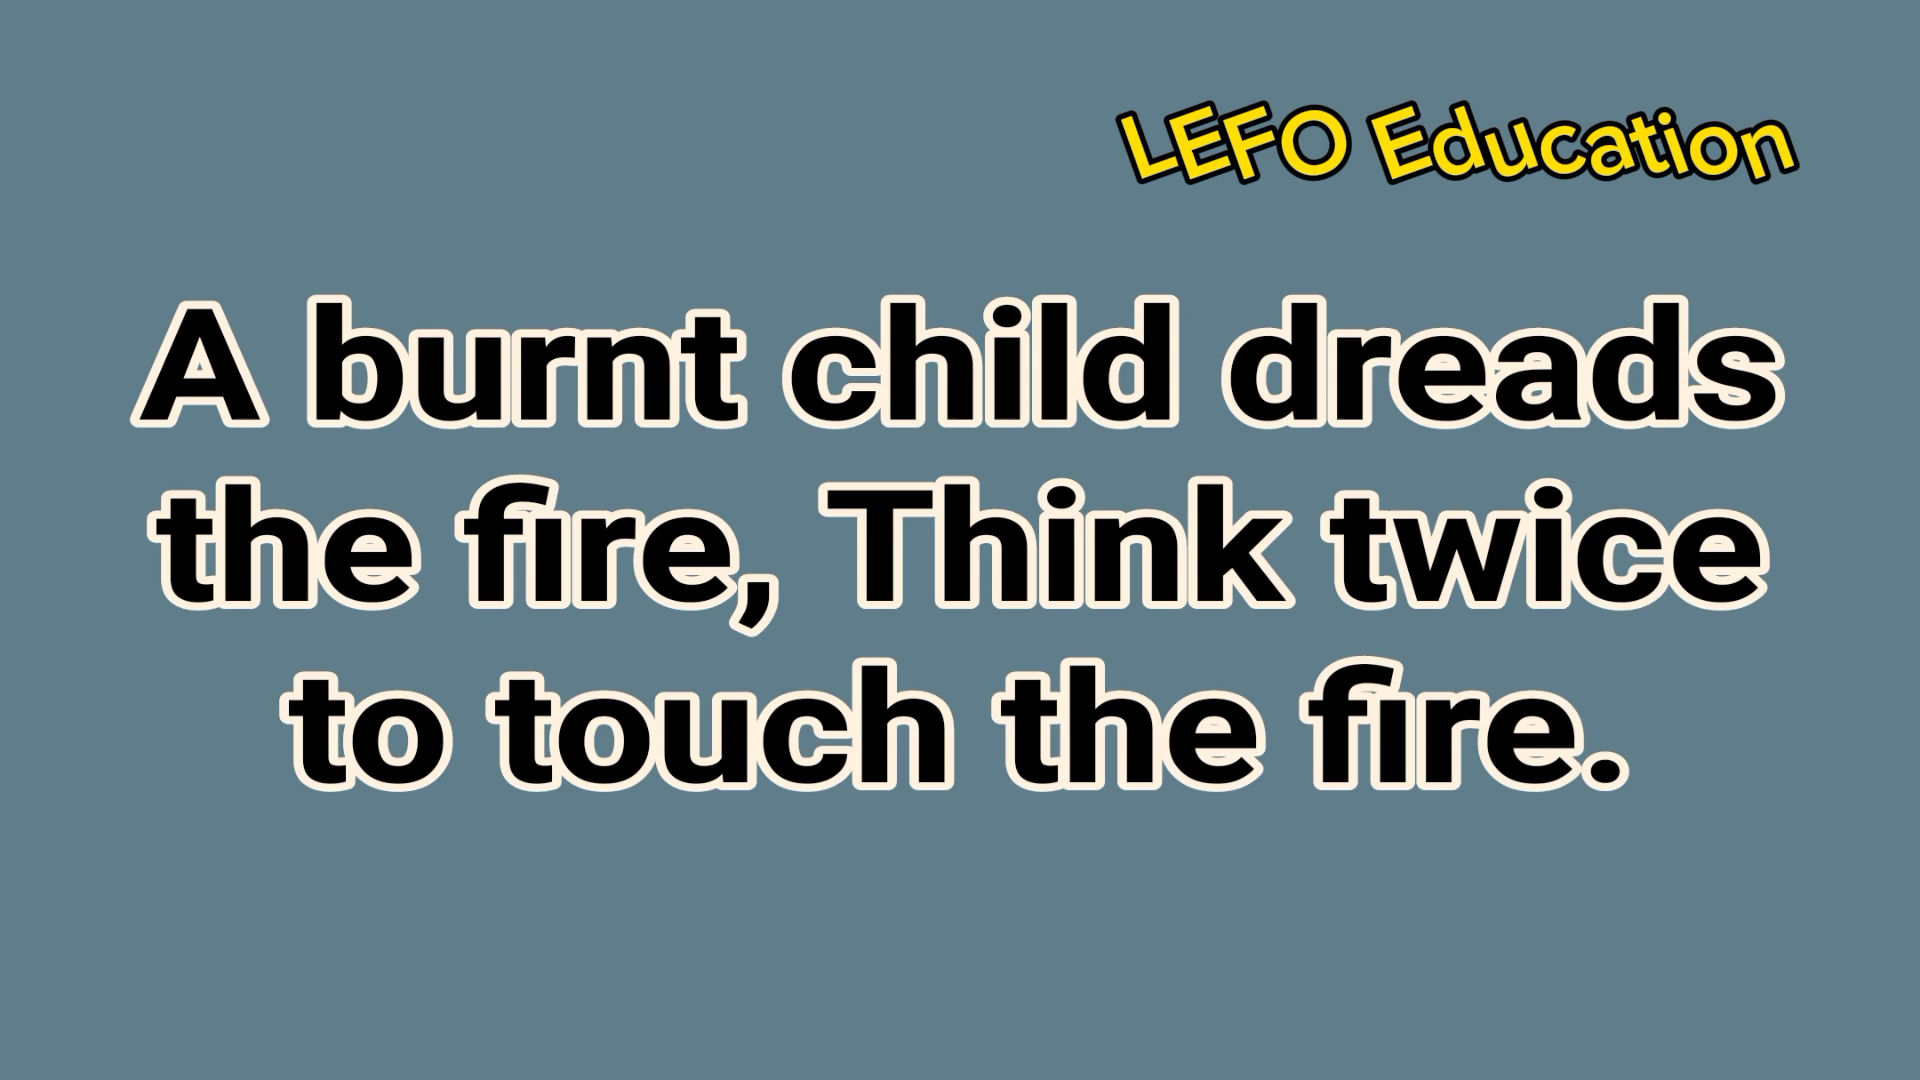 LEFO Education
A burnt child dreads
the fire, Think twice
to touch the fire.